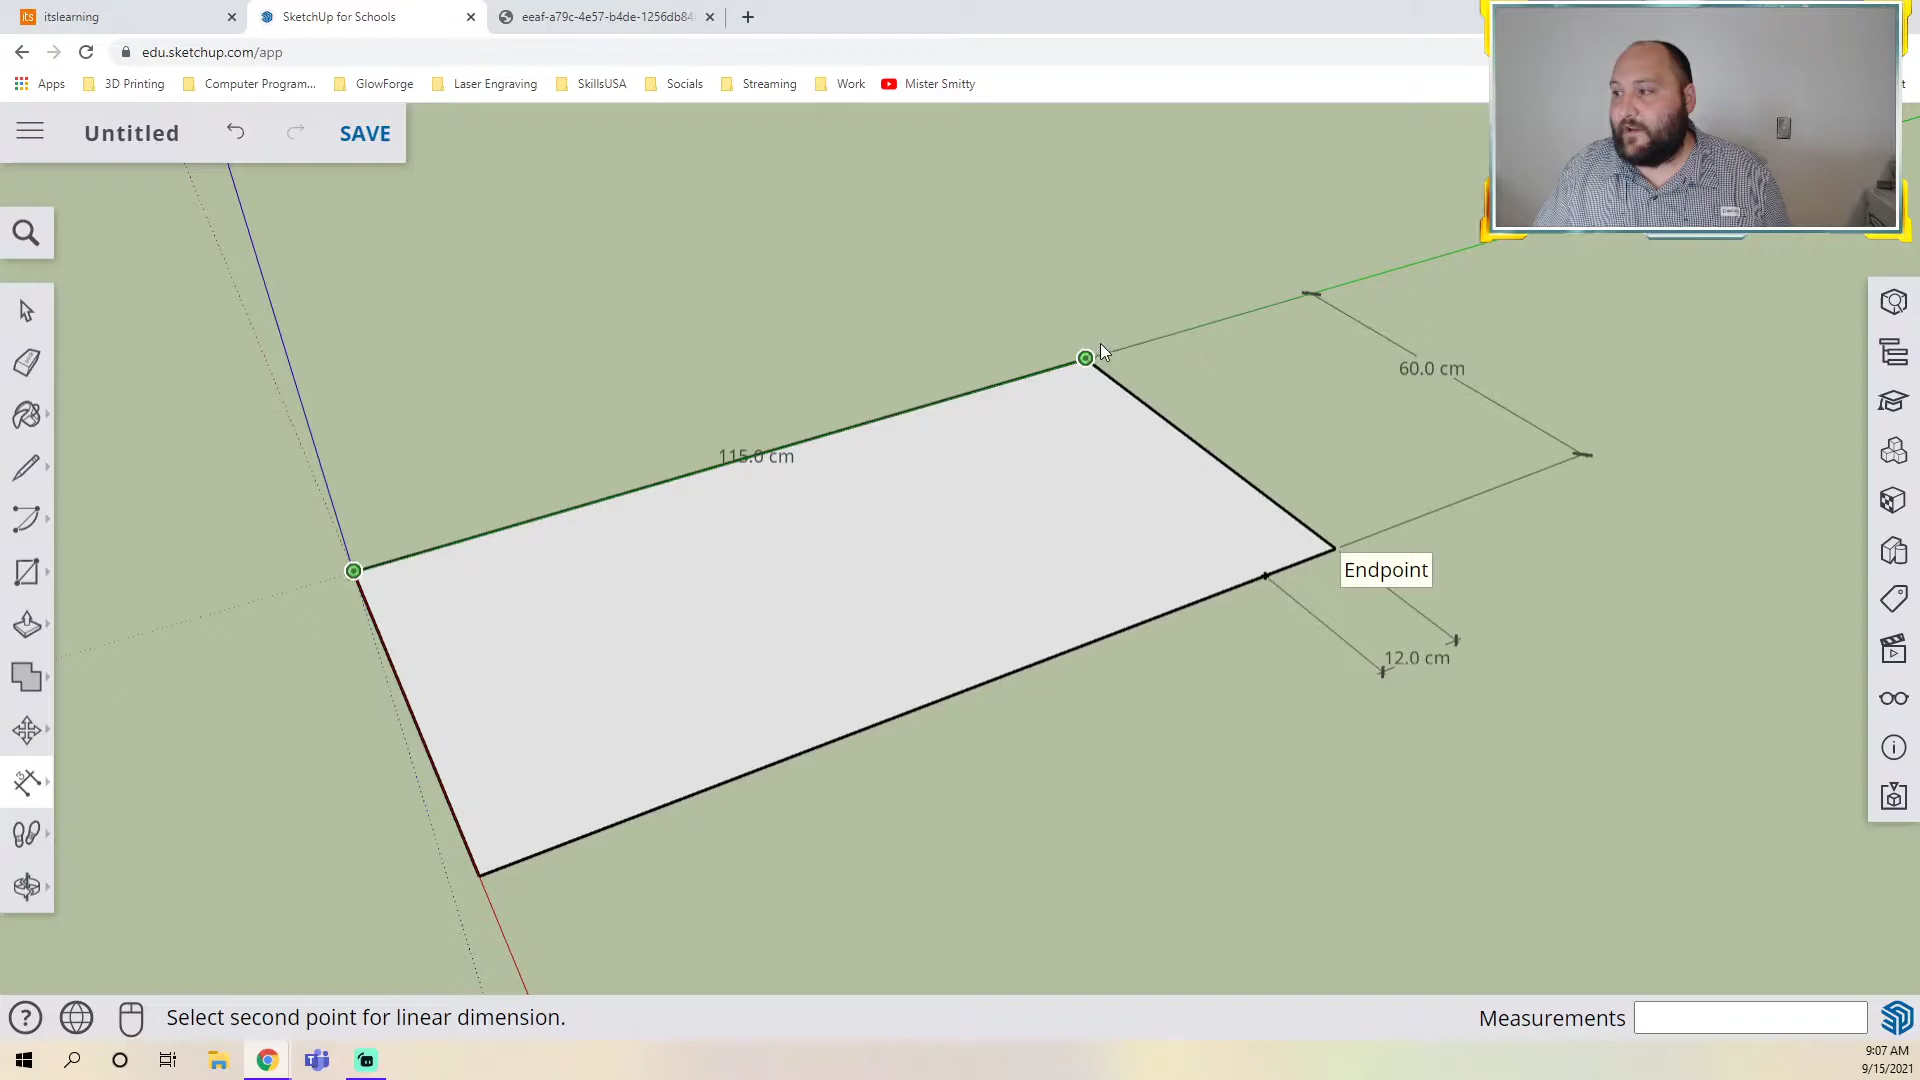 its itslearning
SketchUp for Schools
eeaf-a79c-4e57-b4de-1256db84
edu.sketchup.com/app
Apps 3D Printing Computer Program... GlowForge Laser Engraving SkillsUSA Socials Streaming Work Mister Smitty
Untitled SAVE
60.0 cm
115.0 cm
Endpoint
12.0 cm
3
Select second point for linear dimension.
Measurements
9:07 AM
9/15/2021